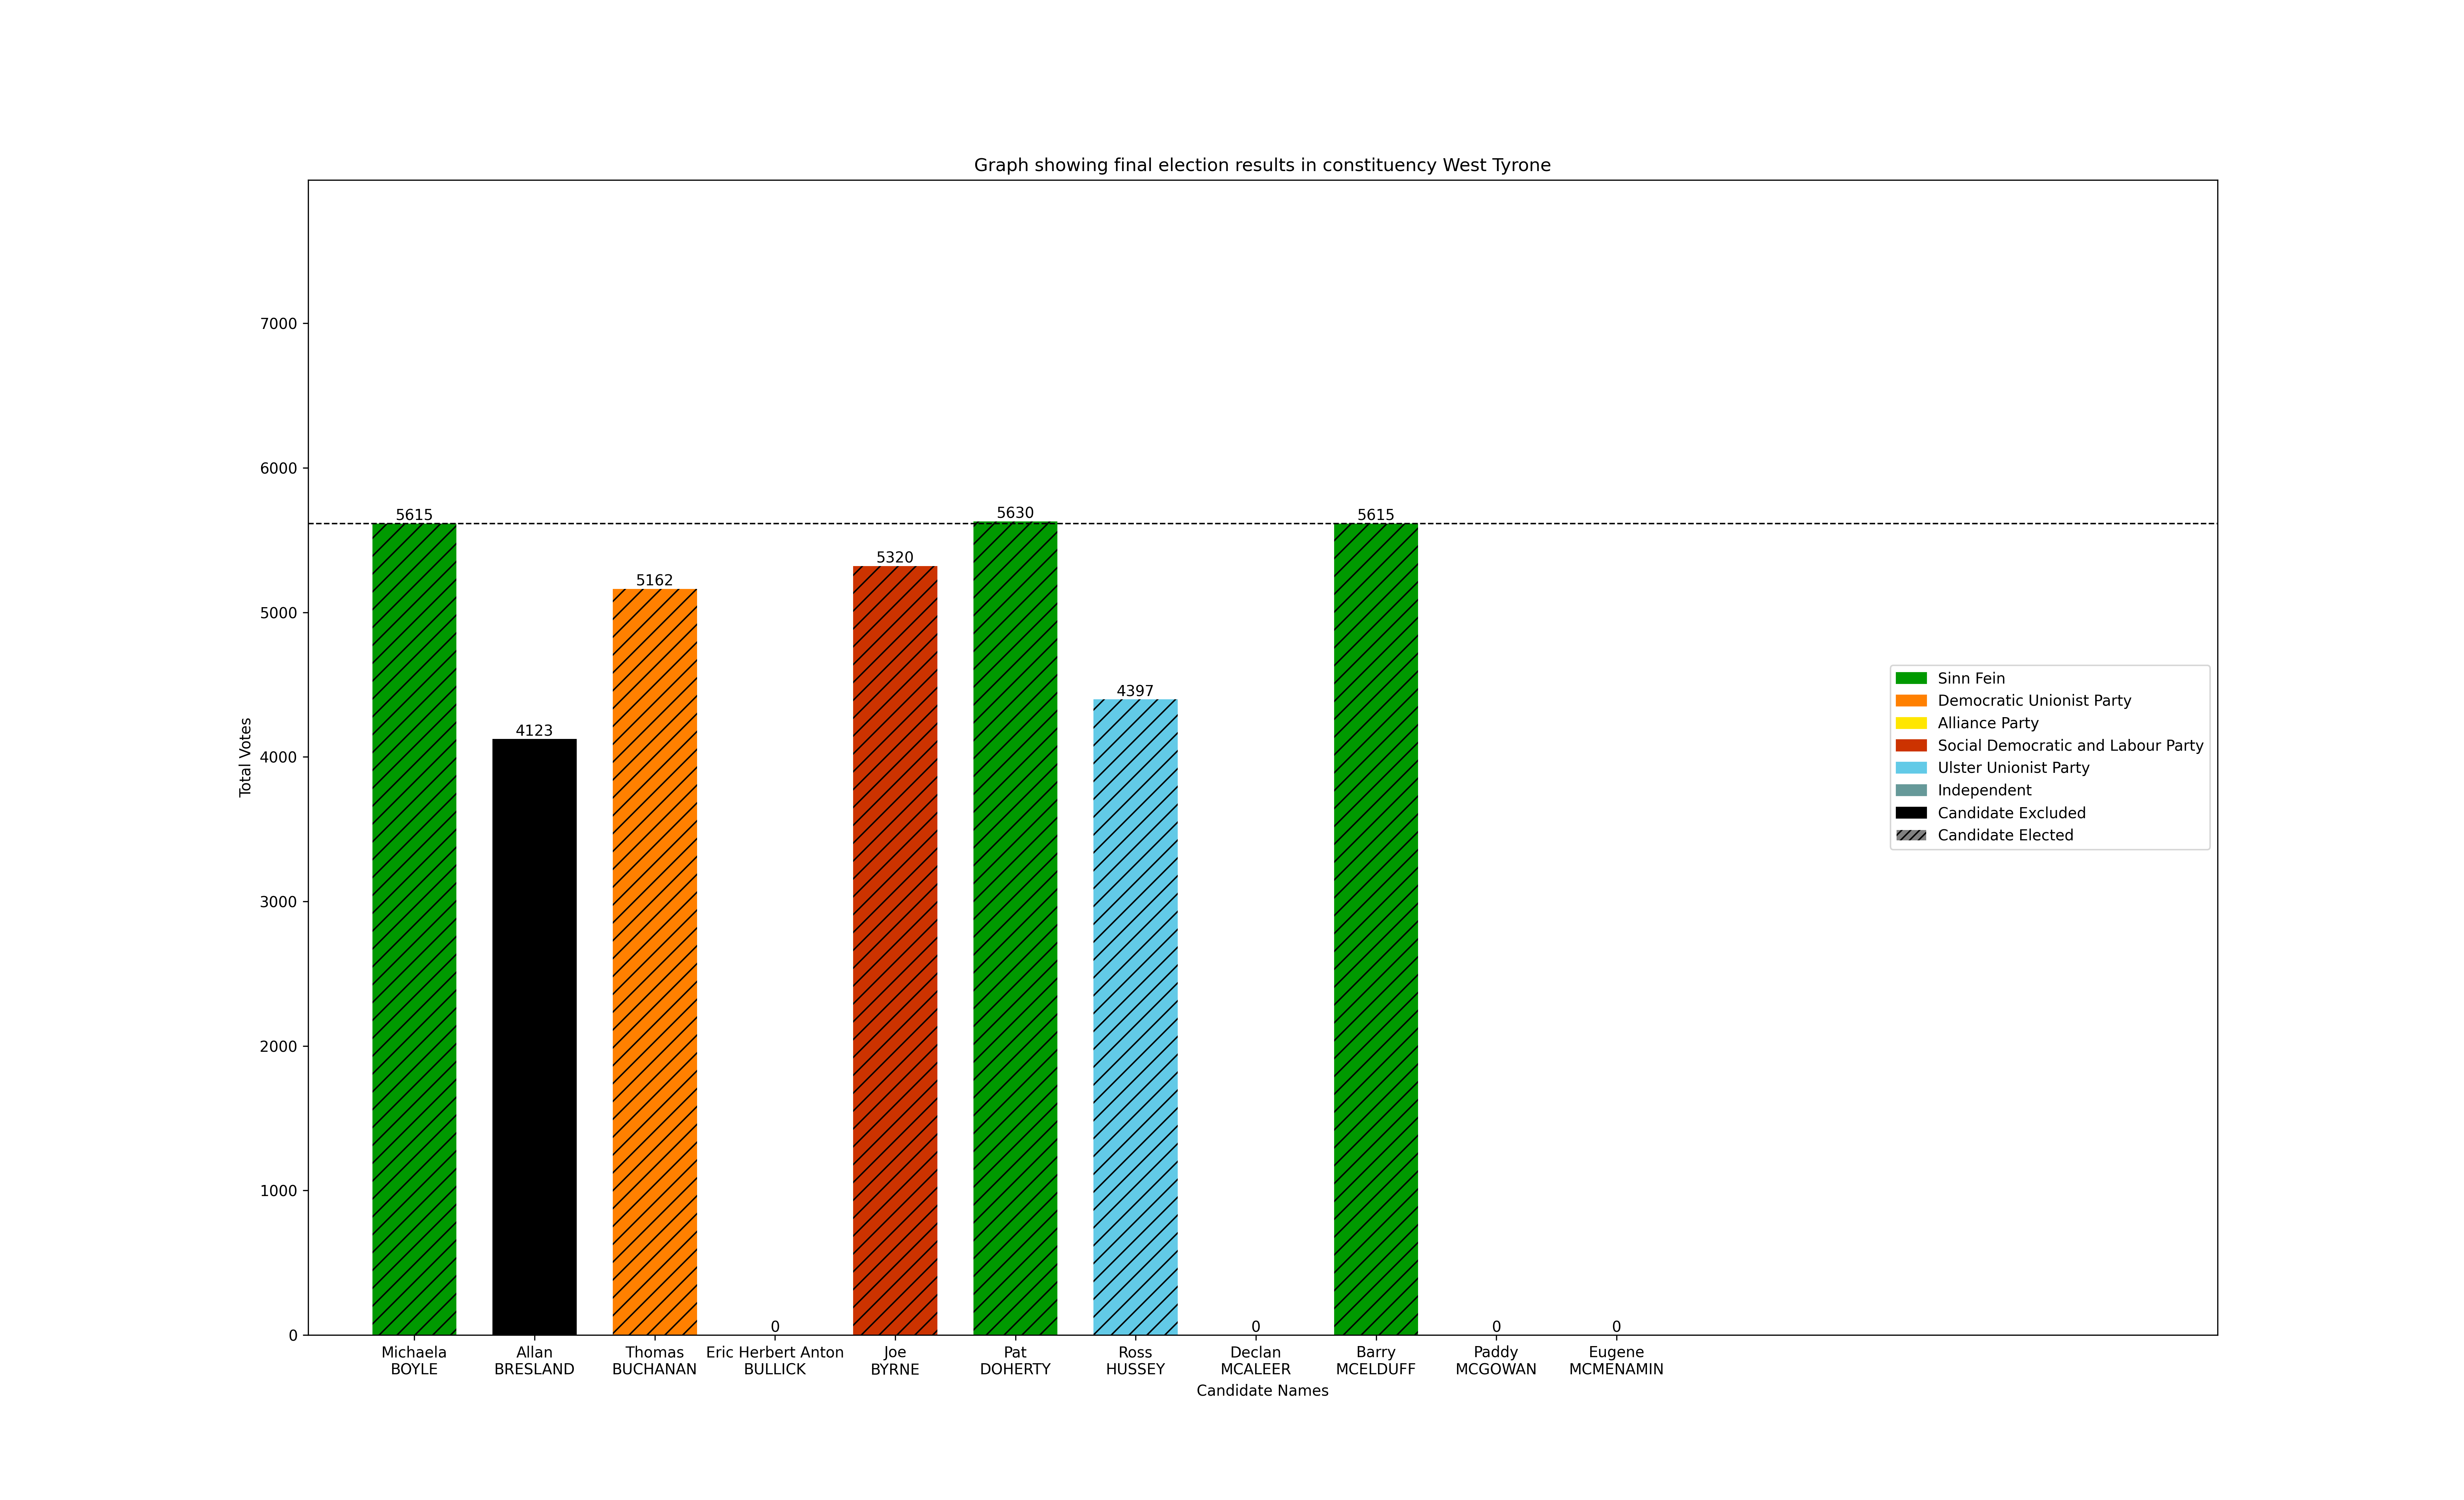 Graph showing final election results in constituency West Tyrone
7000
6000
5000
4000
3000
2000
1000
0
Total Votes
5615
4123
5162
0
5320
5630
4397
0
5615
0
0
Michaela
BOYLE
Allan
BRESLAND
Thomas
BUCHANAN
Eric Herbert Anton
BULLICK
Joe
BYRNE
Pat
DOHERTY
Ross
HUSSEY
Declan
MCALEER
Barry
MCELDUFF
Paddy
MCGOWAN
Eugene
MCMENAMIN
Candidate Names
Sinn Fein
Democratic Unionist Party
Alliance Party
Social Democratic and Labour Party
Ulster Unionist Party
Independent
Candidate Excluded
Candidate Elected